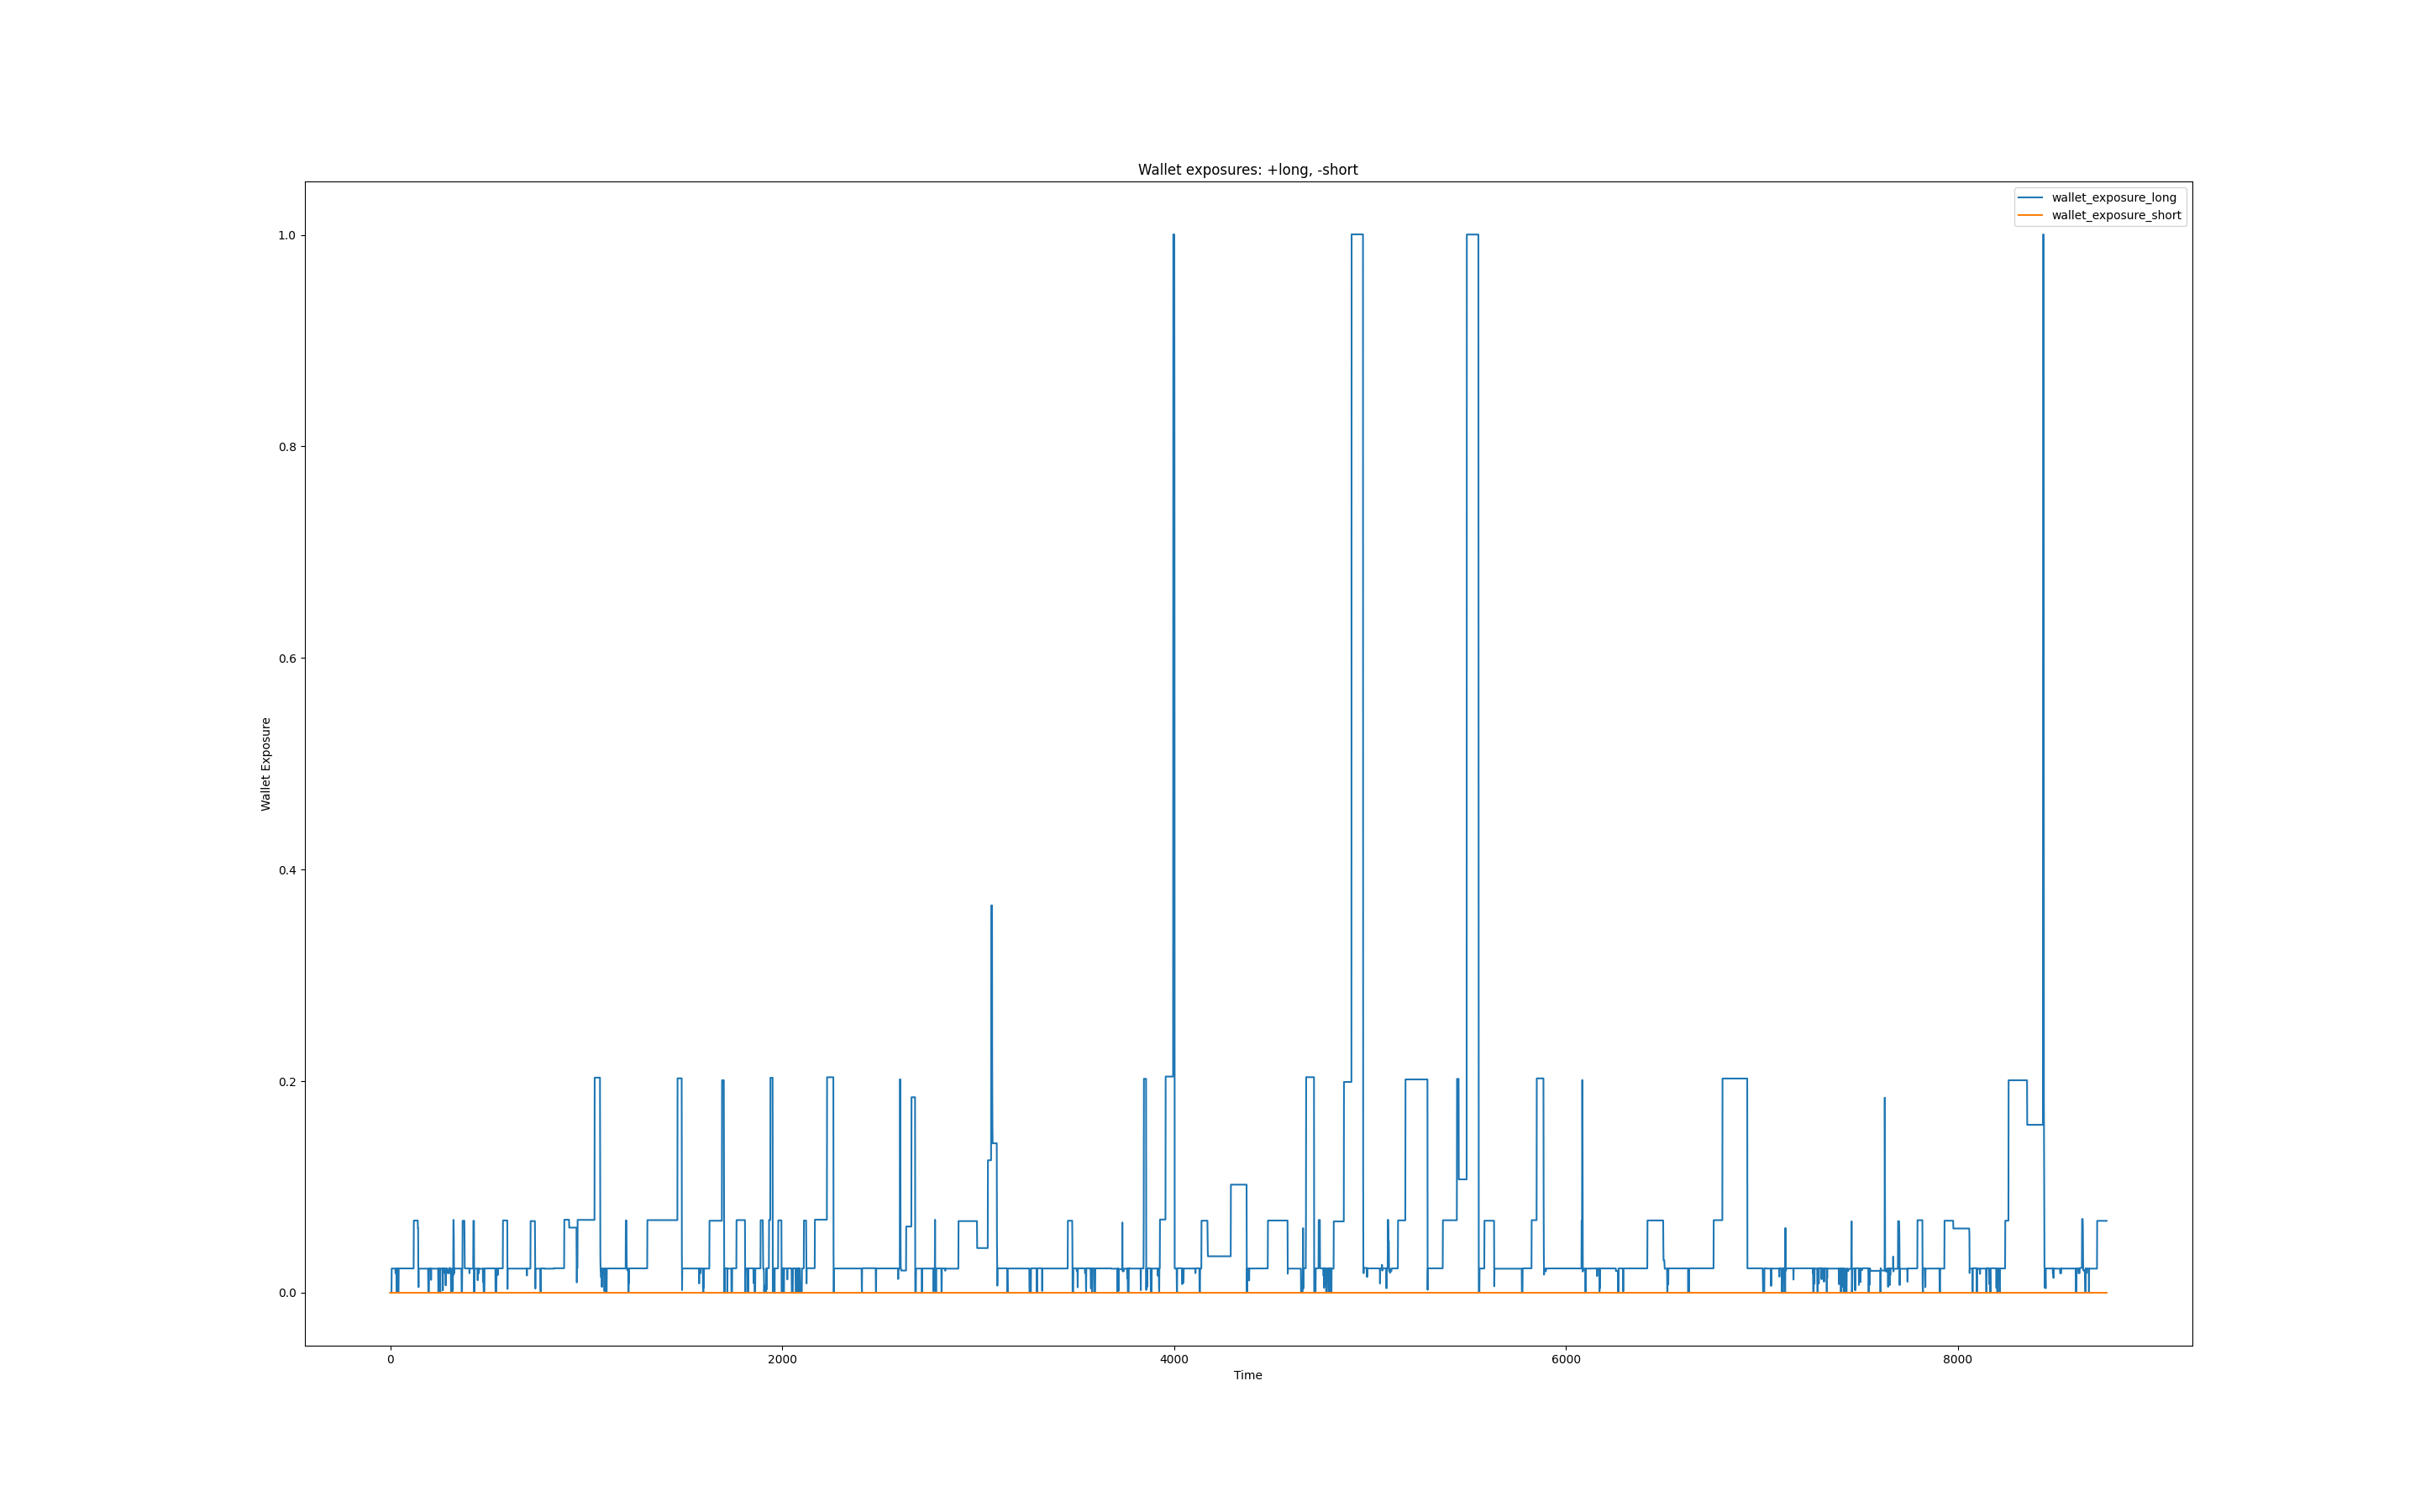 Wallet exposures: +long, -short
wallet_exposure_long
wallet_exposure_short
1.0
0.8
0.6
0.4
0.2
0.0
Wallet Exposure
0 2000 4000 6000 8000
Time